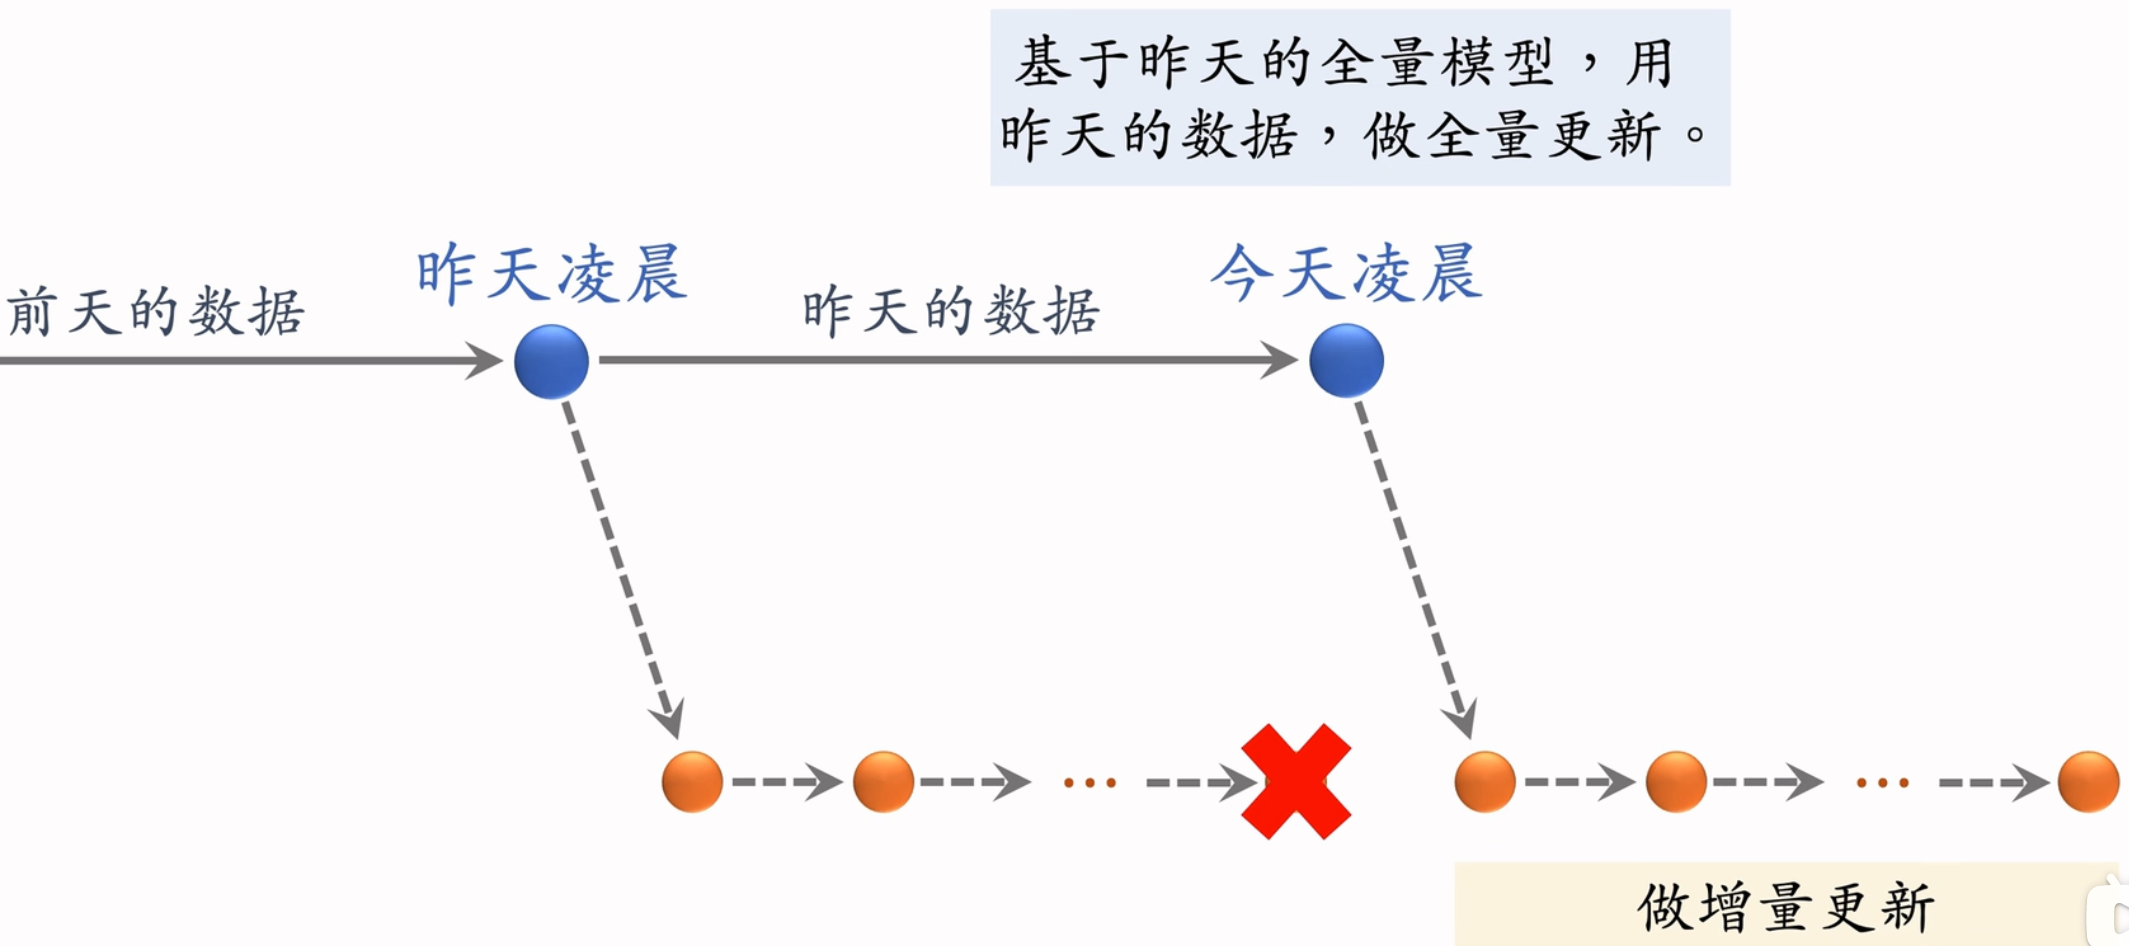 基于昨天的全量模型，用
昨天的数据，做全量更新。
昨天凌晨
今天凌晨
前天的数据
昨天的数据
做增量更新